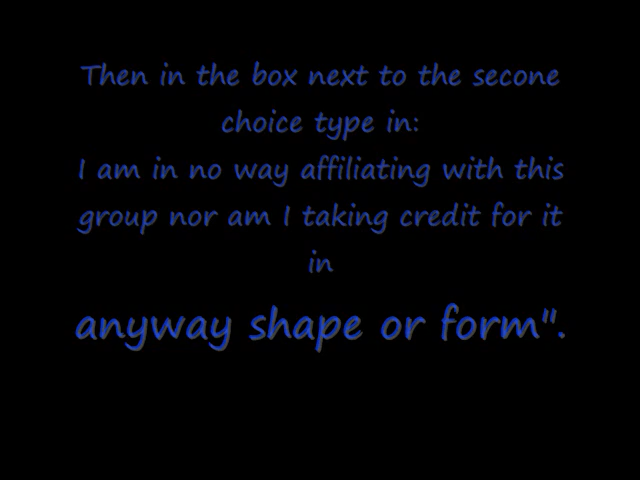 Then in the box next to the secone
choice type in:
I am in no way affiliating with this
group nor am I taking credit for it
in
anyway shape or form".